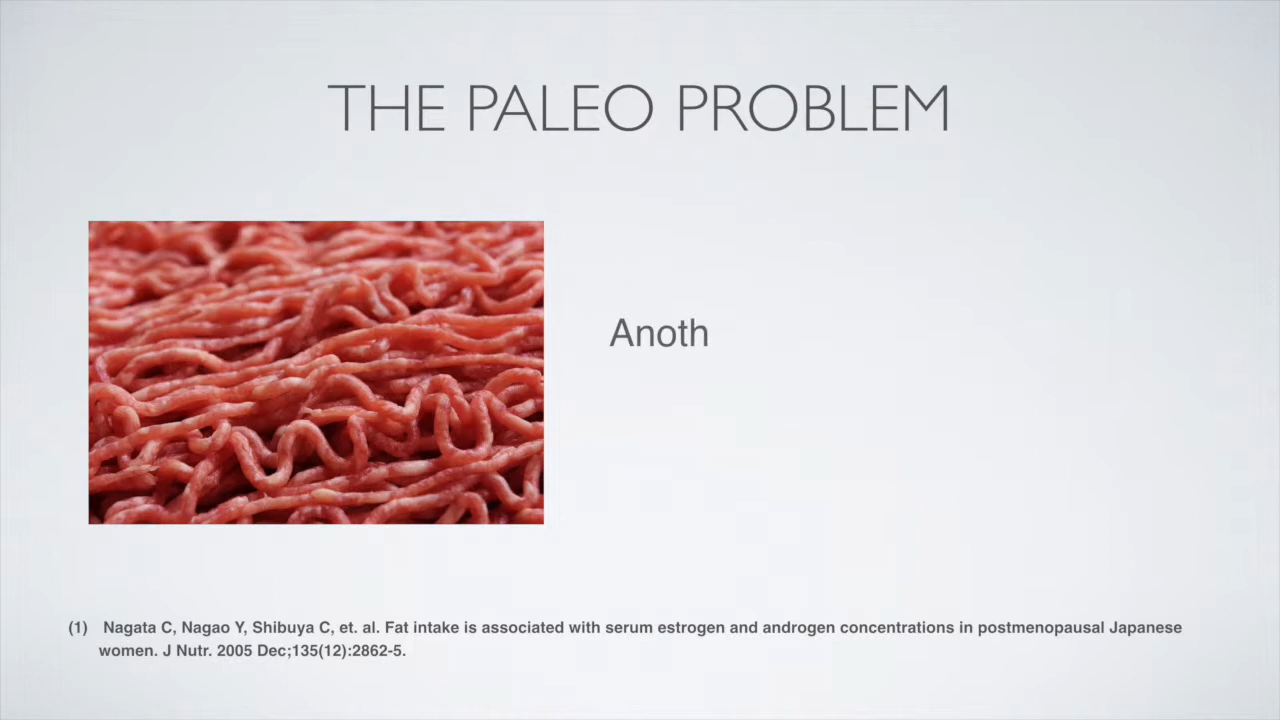 THE PALEO PROBLEM
Anoth
(1) Nagata C, Nagao Y, Shibuya C, et. al. Fat intake is associated with serum estrogen and androgen concentrations in postmenopausal Japanese
women. J Nutr. 2005 Dec;135(12):2862-5.